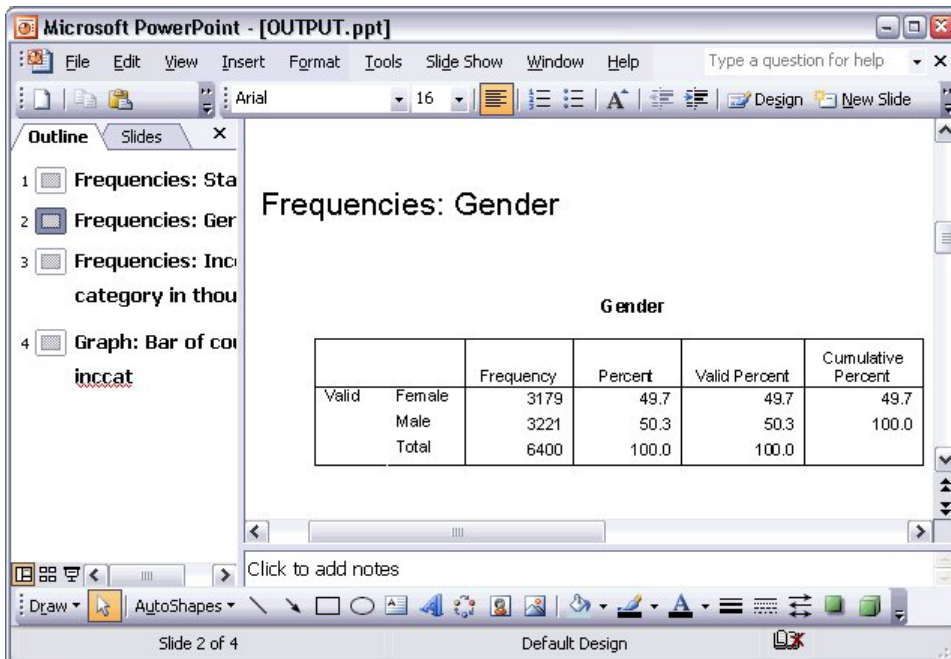 Microsoft PowerPoint - [OUTPUT.ppt]
File Edit View Insert Format Tools Slide Show Window Help Type a question for help
Arial 16 Design New Slide
Outline Slides
1 Frequencies: Sta
2 Frequencies: Ger
3 Frequencies: Inc
category in thou
4 Graph: Bar of cou
inccat
Frequencies: Gender
Gender
Frequency Percent Valid Percent Cumulative Percent
Valid Female 3179 49.7 49.7 49.7
Male 3221 50.3 50.3 100.0
Total 6400 100.0 100.0
Click to add notes
Draw AutoShapes
Slide 2 of 4 Default Design